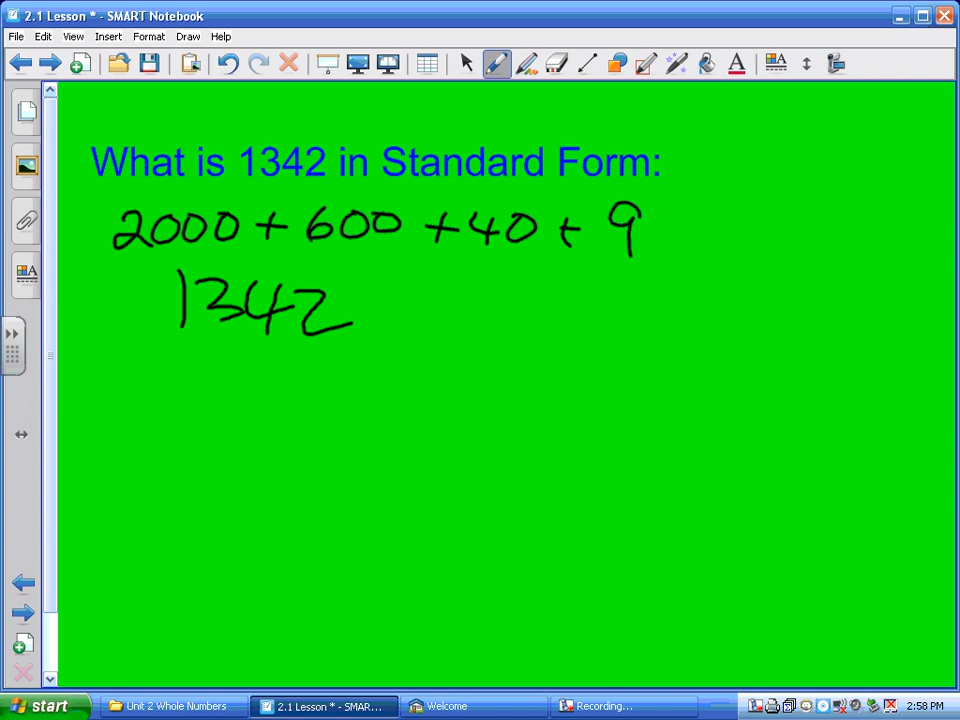 2.1 Lesson * - SMART Notebook
File Edit View Insert Format Draw Help
What is 1342 in Standard Form:
2000 + 600 + 40 + 9
1342
start Unit 2 Whole Numbers 2.1 Lesson * - SMAR... Welcome Recording... 2:58 PM